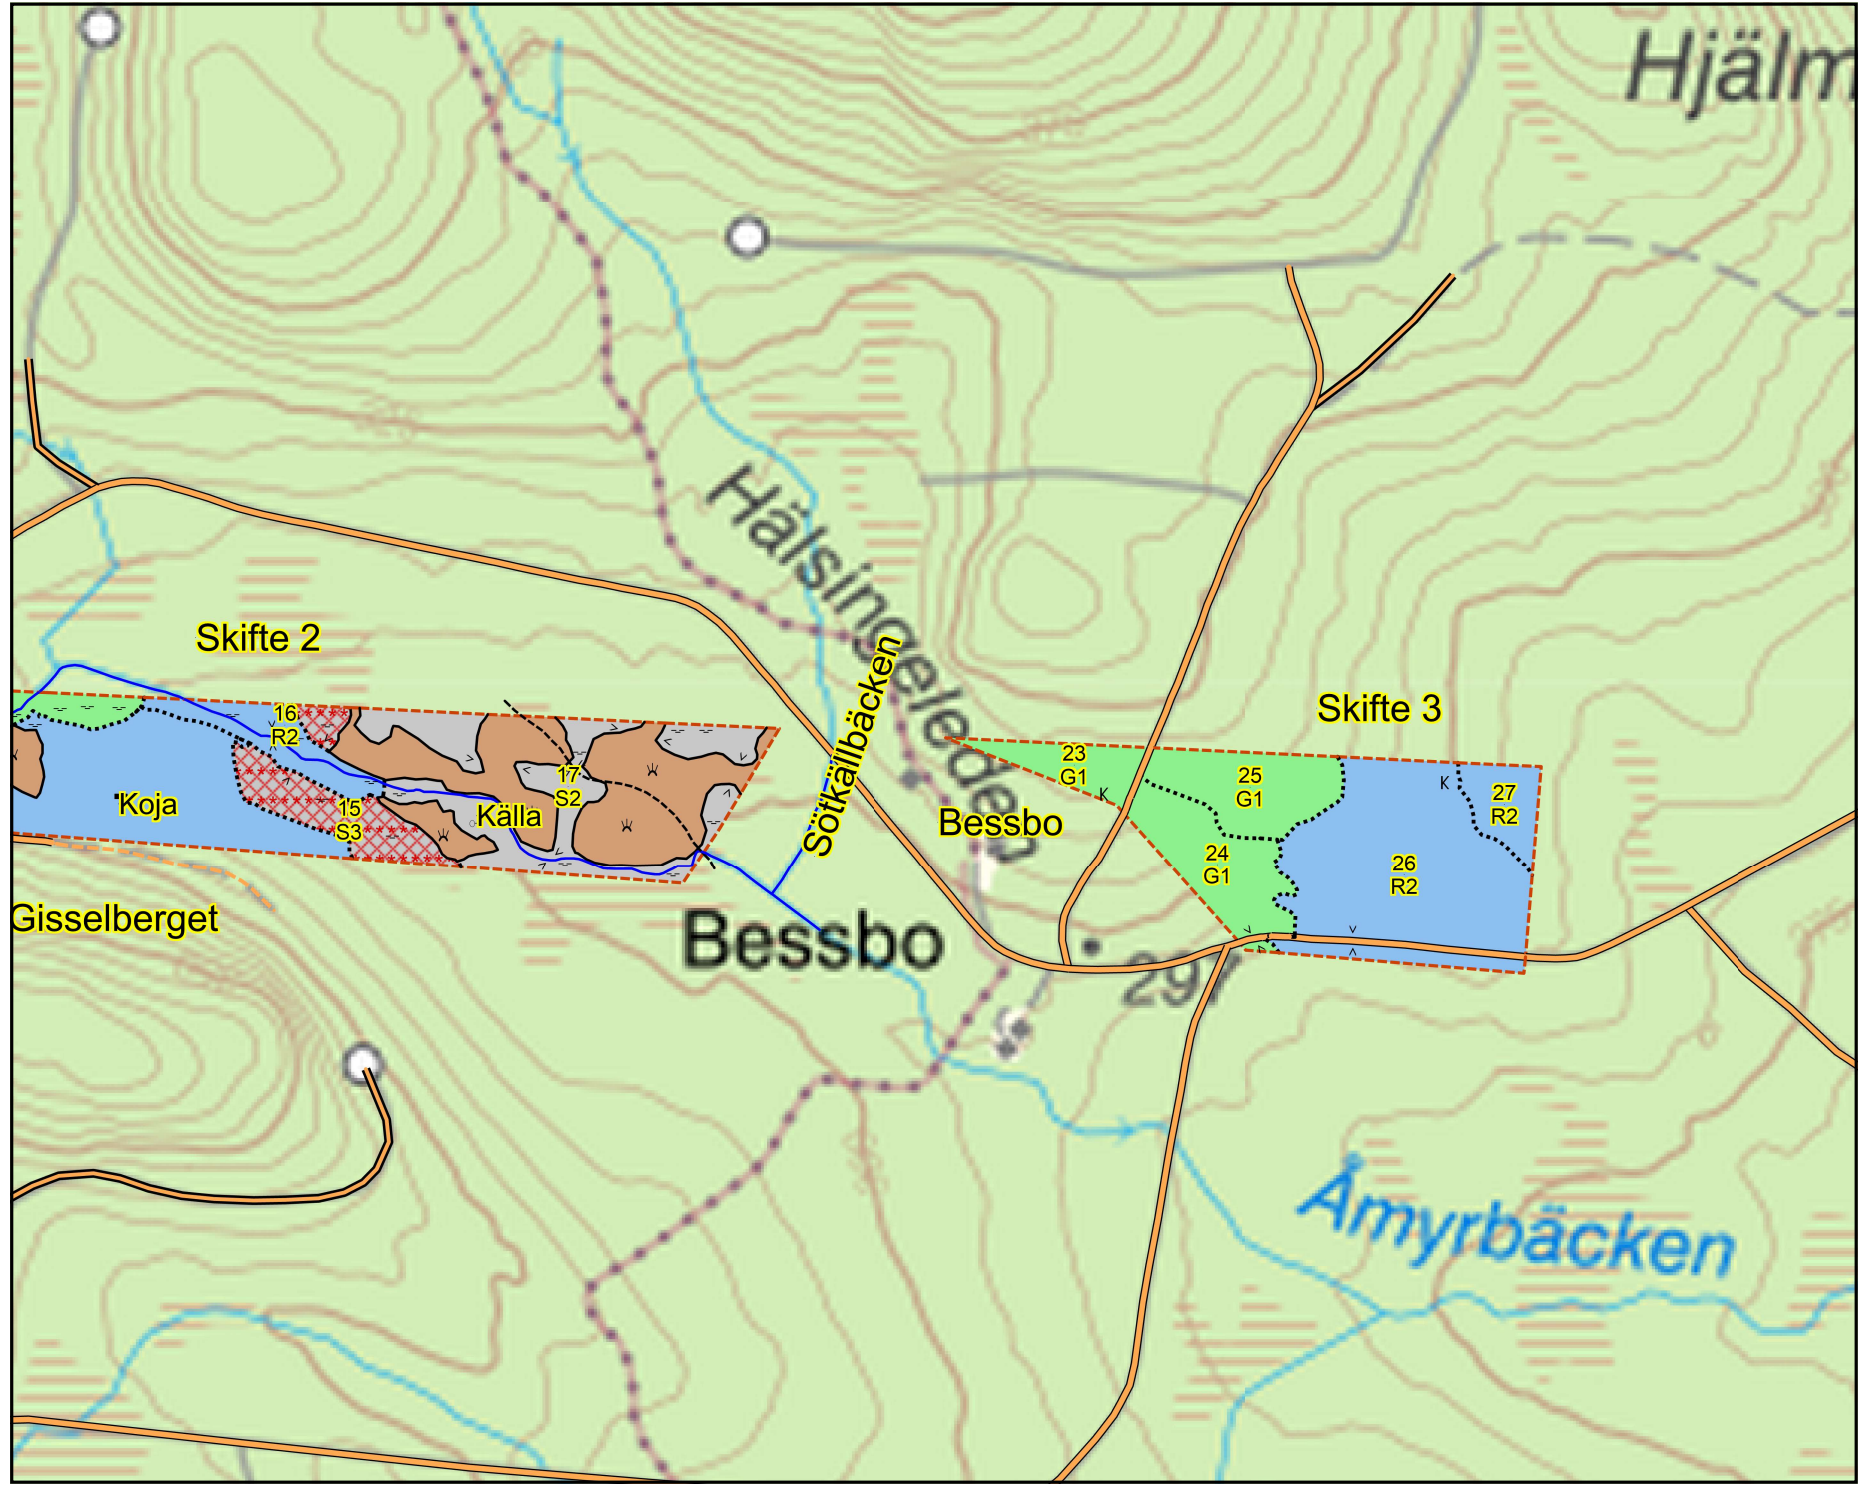 Hjälm
Hälsingeleden
Skifte 2
Sötkällbäcken
Skifte 3
16
R2
23
G1
25
G1
K
K
27
R2
17
S2
Koja
15
S3
Källa
Bessbo
24
G1
26
R2
Gisselberget
Bessbo
297
Åmyrbäcken